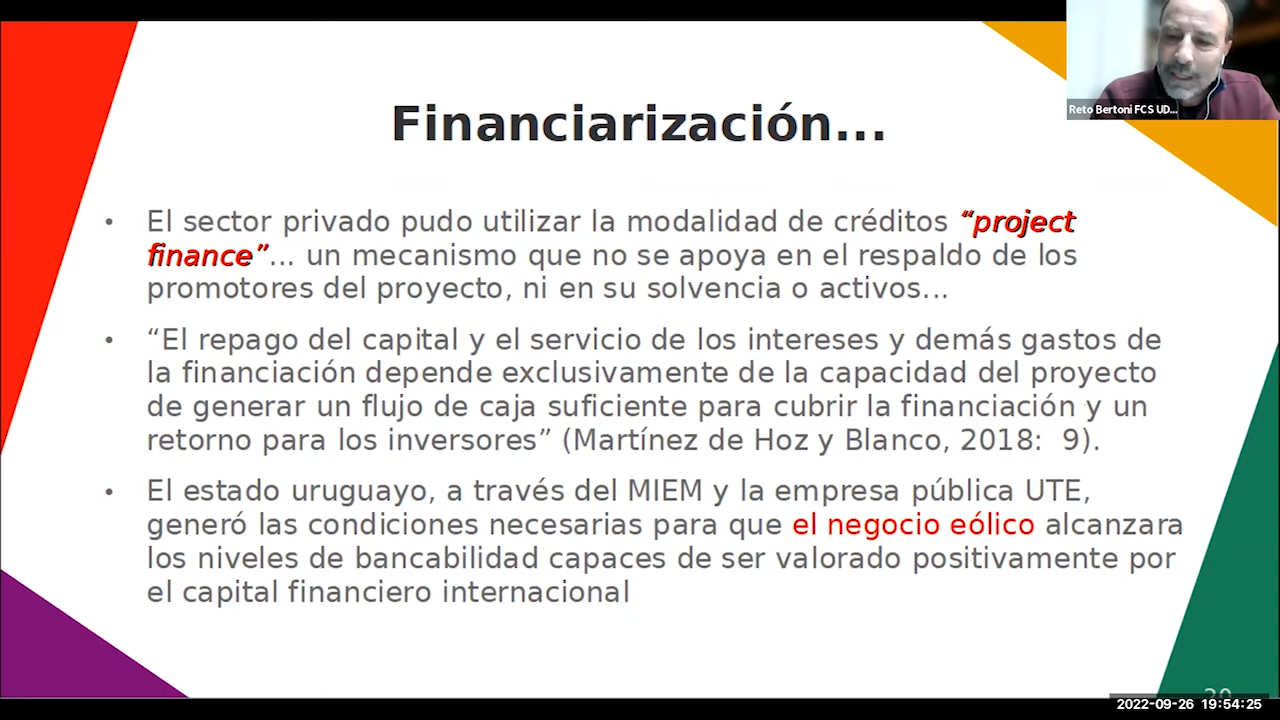 Financiarización...
• El sector privado pudo utilizar la modalidad de créditos “project
finance”... un mecanismo que no se apoya en el respaldo de los
promotores del proyecto, ni en su solvencia o activos...
• “El repago del capital y el servicio de los intereses y demás gastos de
la financiación depende exclusivamente de la capacidad del proyecto
de generar un flujo de caja suficiente para cubrir la financiación y un
retorno para los inversores” (Martínez de Hoz y Blanco, 2018: 9).
• El estado uruguayo, a través del MIEM y la empresa pública UTE,
generó las condiciones necesarias para que el negocio eólico alcanzara
los niveles de bancabilidad capaces de ser valorado positivamente por
el capital financiero internacional
Reto Bertoni FCS UD...
2022-09-26 19:54:25